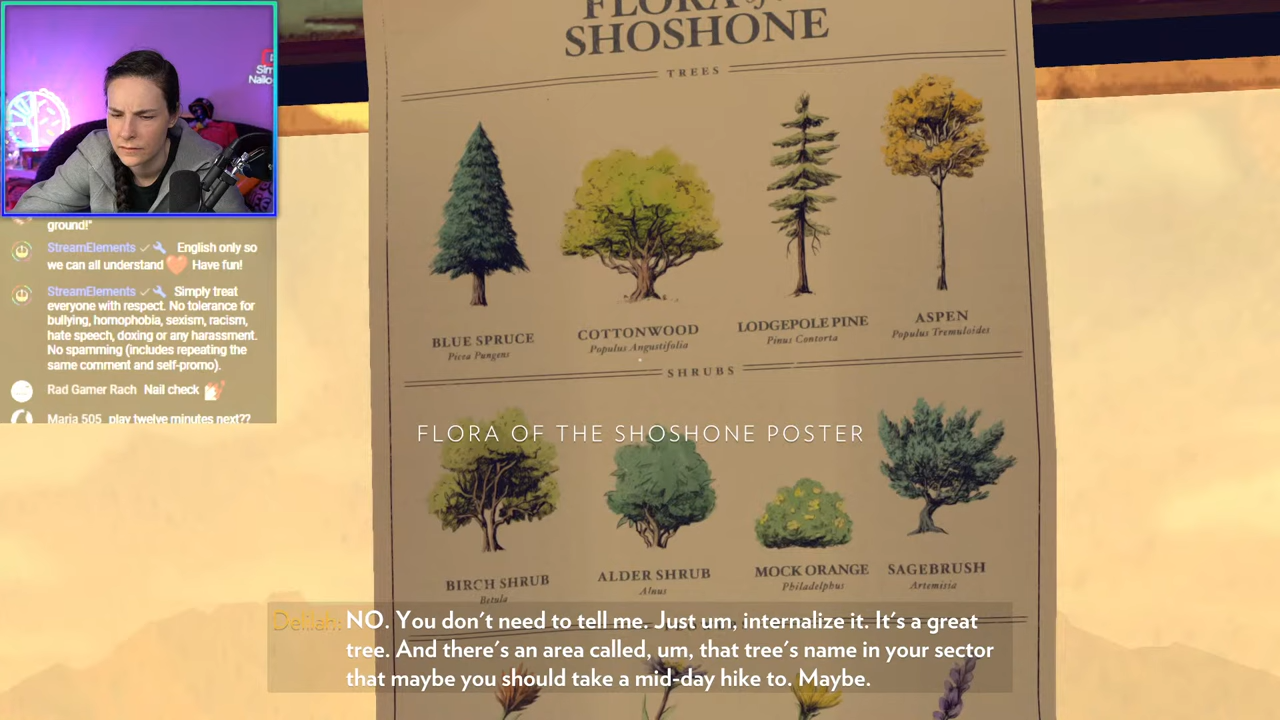 FLORA of
SHOSHONE
TREES
BLUE SPRUCE
Picea Pungens
COTTONWOOD
Populus Angustifolia
LODGEPOLE PINE
Pinus Contorta
ASPEN
Populus Tremuloides
SHRUBS
FLORA OF THE SHOSHONE POSTER
BIRCH SHRUB
Betula
ALDER SHRUB
Alnus
MOCK ORANGE
Philadelphus
SAGEBRUSH
Artemisia
Delilah: NO. You don't need to tell me. Just um, internalize it. It's a great
tree. And there's an area called, um, that tree's name in your sector
that maybe you should take a mid-day hike to. Maybe.
ground!"
StreamElements English only so
we can all understand Have fun!
StreamElements Simply treat
everyone with respect. No tolerance for
bullying, homophobia, sexism, racism,
hate speech, doxing or any harassment.
No spamming (includes repeating the
same comment and self-promo).
Rad Gamer Rach Nail check
Maria 505 play twelve minutes next??